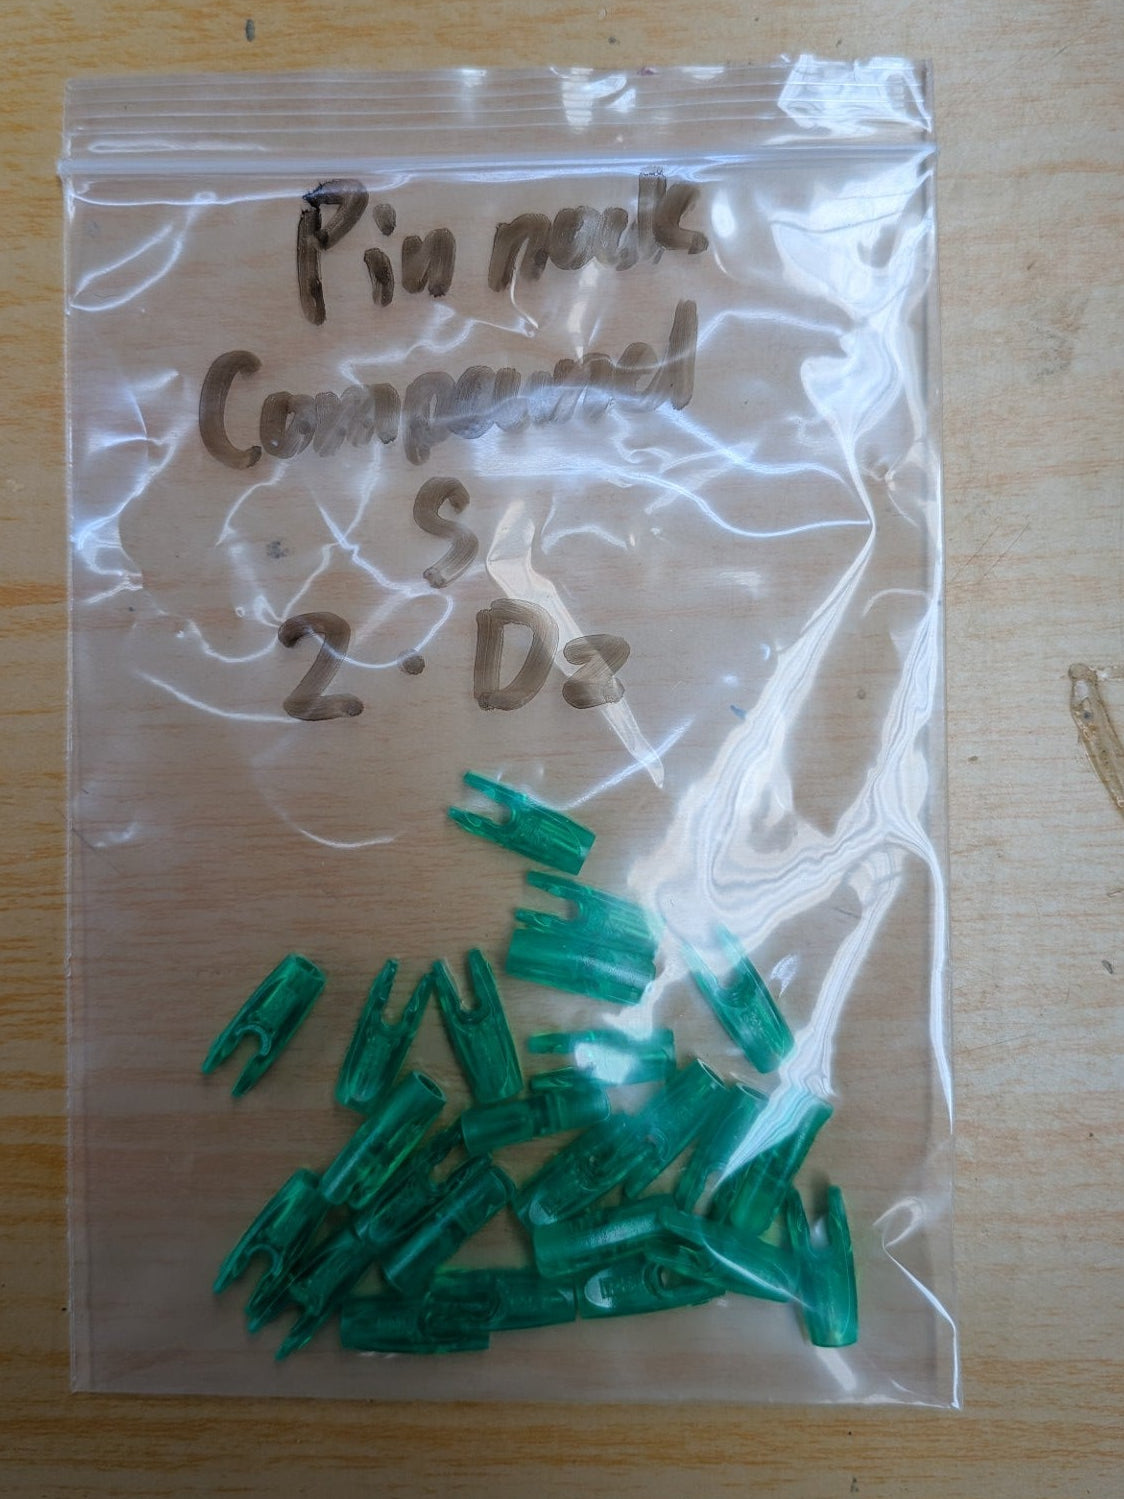 Pin nock
Compound
S
2. Dz